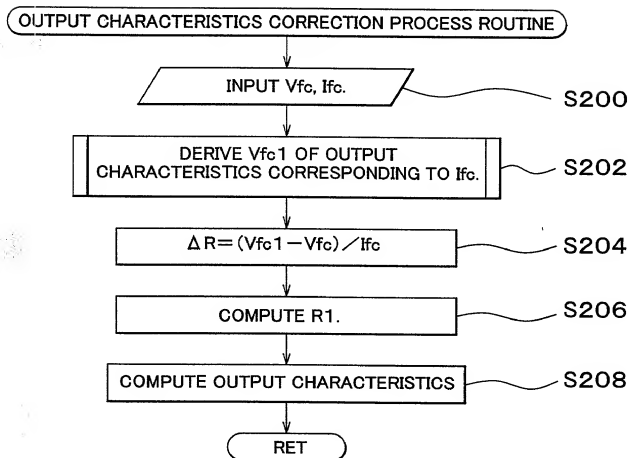 OUTPUT CHARACTERISTICS CORRECTION PROCESS ROUTINE
INPUT Vfc, Ifc.
S200
DERIVE Vfc1 OF OUTPUT
CHARACTERISTICS CORRESPONDING TO Ifc.
S202
ΔR=(Vfc1−Vfc)/Ifc
S204
COMPUTE R1.
S206
COMPUTE OUTPUT CHARACTERISTICS
S208
RET